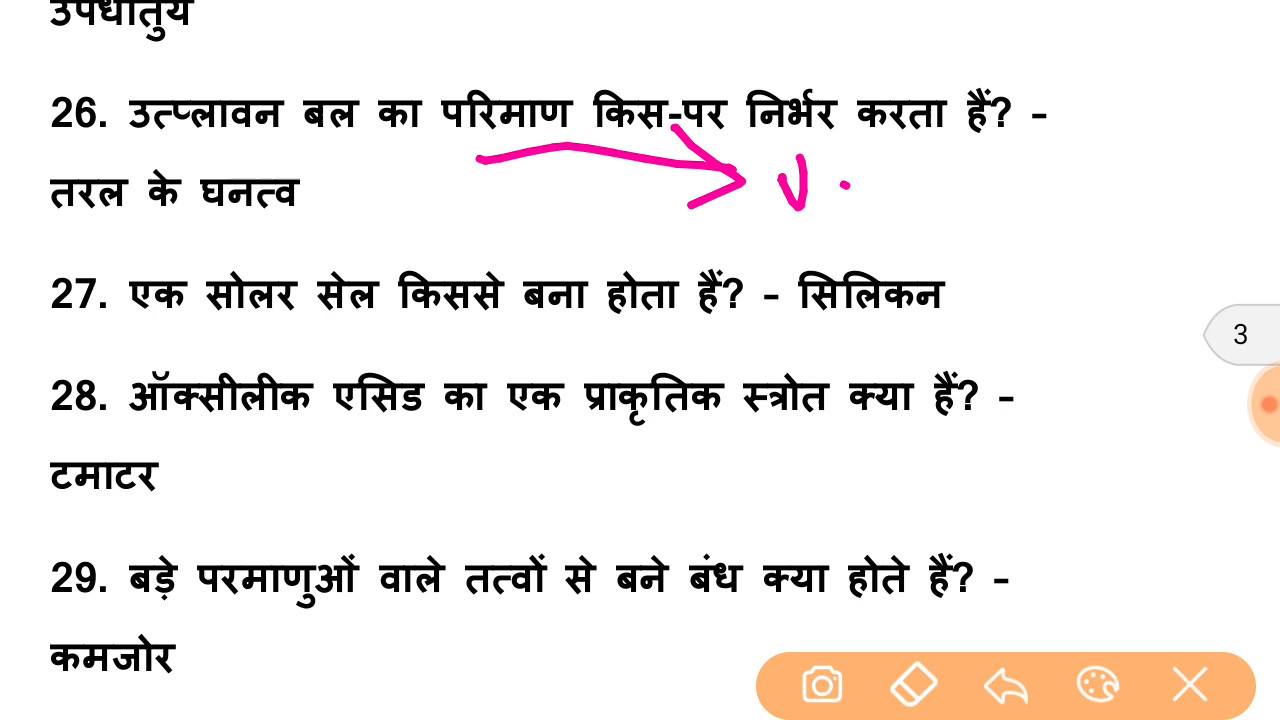 उपधातुयें
26. उत्प्लावन बल का परिमाण किस-पर निर्भर करता हैं? –
तरल के घनत्व
27. एक सोलर सेल किससे बना होता हैं? – सिलिकन
3
28. ऑक्सीलीक एसिड का एक प्राकृतिक स्त्रोत क्या हैं? –
टमाटर
29. बड़े परमाणुओं वाले तत्वों से बने बंध क्या होते हैं? –
कमजोर